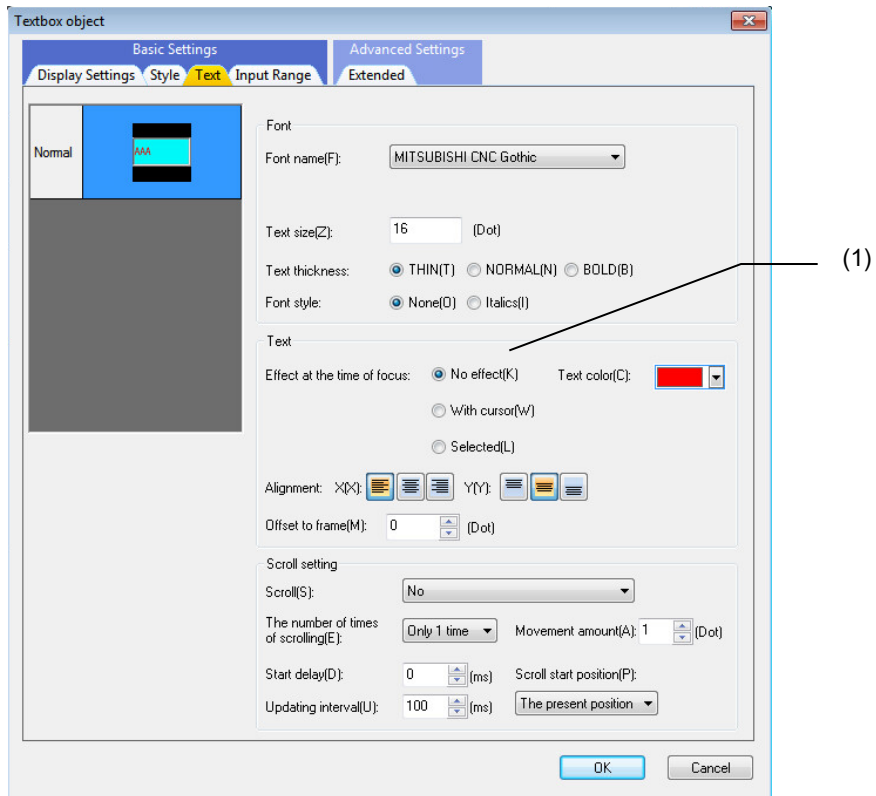 Textbox object
Basic Settings Advanced Settings
Display Settings Style Text Input Range Extended
Normal AAA
Font
Font name(F): MITSUBISHI CNC Gothic
Text size(Z): 16 (Dot)
Text thickness: THIN(T) NORMAL(N) BOLD(B)
(1)
Font style: None(O) Italics(I)
Text
Effect at the time of focus: No effect(K) Text color(C):
With cursor(W)
Selected(L)
Alignment: X(X): Y(Y):
Offset to frame(M): 0 (Dot)
Scroll setting
Scroll(S): No
The number of times
of scrolling(E): Only 1 time Movement amount(A): 1 (Dot)
Start delay(D): 0 (ms) Scroll start position(P):
Updating interval(U): 100 (ms) The present position
OK Cancel